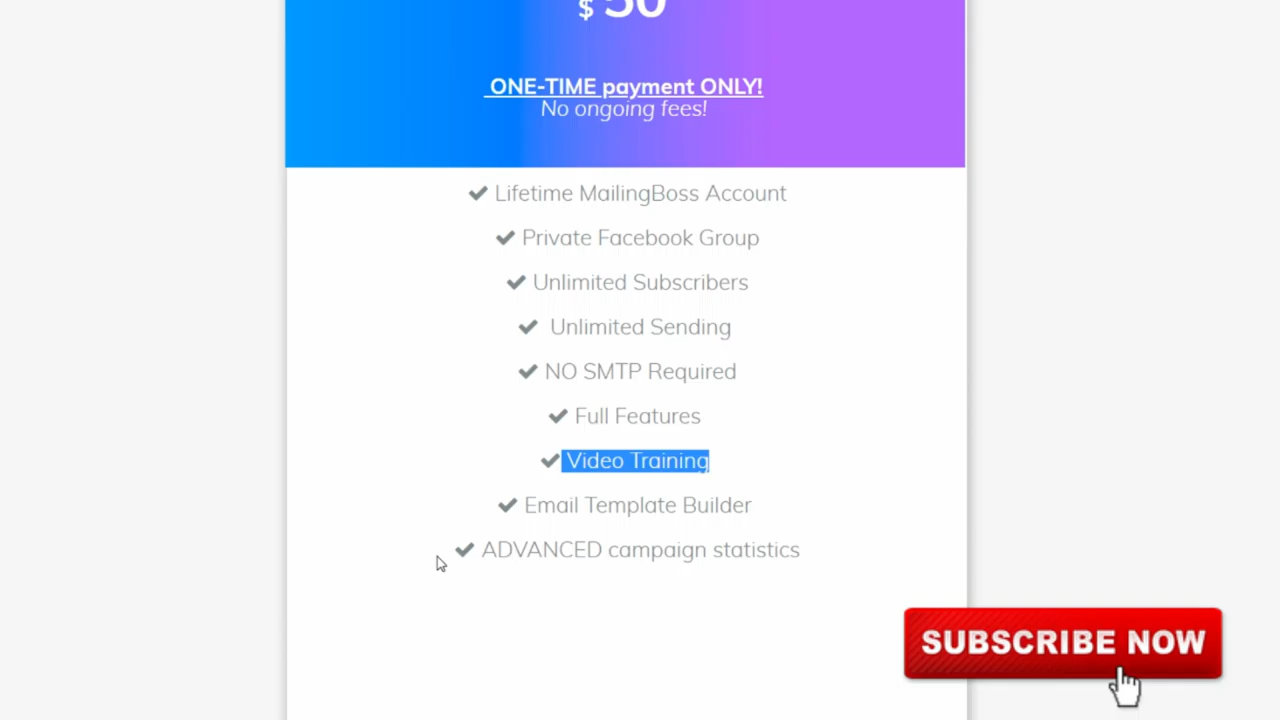 $ 50
ONE-TIME payment ONLY!
No ongoing fees!
Lifetime MailingBoss Account
Private Facebook Group
Unlimited Subscribers
Unlimited Sending
NO SMTP Required
Full Features
Video Training
Email Template Builder
ADVANCED campaign statistics
SUBSCRIBE NOW